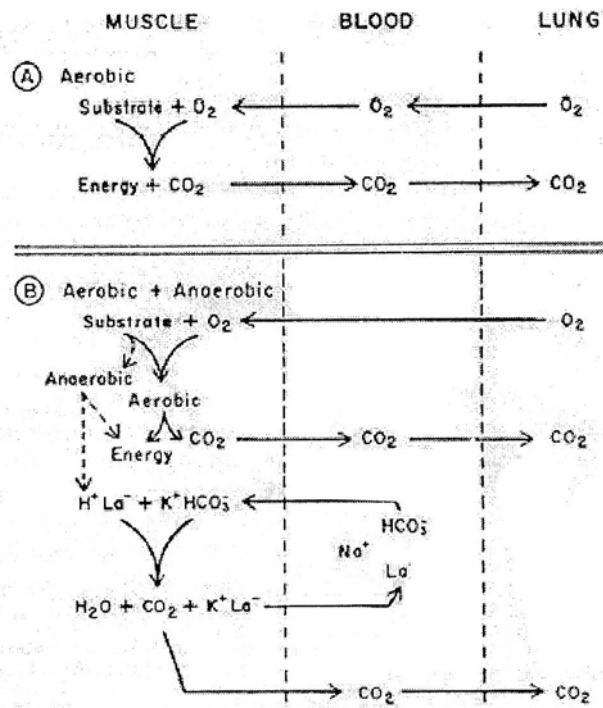 MUSCLE BLOOD LUNG
A Aerobic
Substrate + O₂ O₂ O₂
Energy + CO₂ CO₂ CO₂
B Aerobic + Anaerobic
Substrate + O₂ O₂
Anaerobic
Aerobic
CO₂ CO₂ CO₂
Energy
H⁺La⁻ + K⁺HCO₃⁻
HCO₃⁻
Na⁺
La
H₂O + CO₂ + K⁺La⁻
CO₂ CO₂